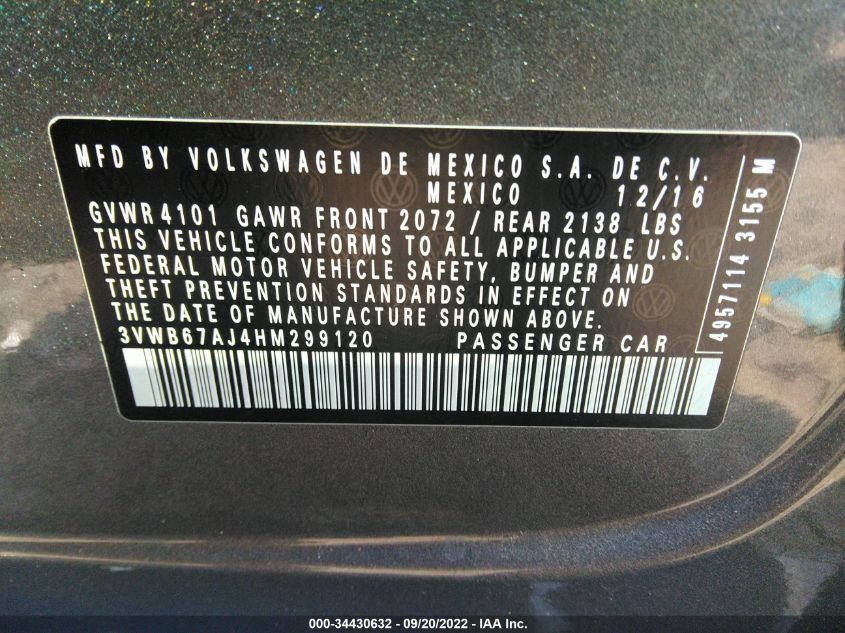 MFD BY VOLKSWAGEN DE MEXICO S.A. DE C.V.
MEXICO 12/16
GVWR 4101 GAWR FRONT 2072 / REAR 2138 LBS
THIS VEHICLE CONFORMS TO ALL APPLICABLE U.S.
FEDERAL MOTOR VEHICLE SAFETY, BUMPER AND
THEFT PREVENTION STANDARDS IN EFFECT ON
THE DATE OF MANUFACTURE SHOWN ABOVE.
3VWB67AJ4HM299120 PASSENGER CAR
4957114 3155 M
000-34430632 - 09/20/2022 - IAA Inc.